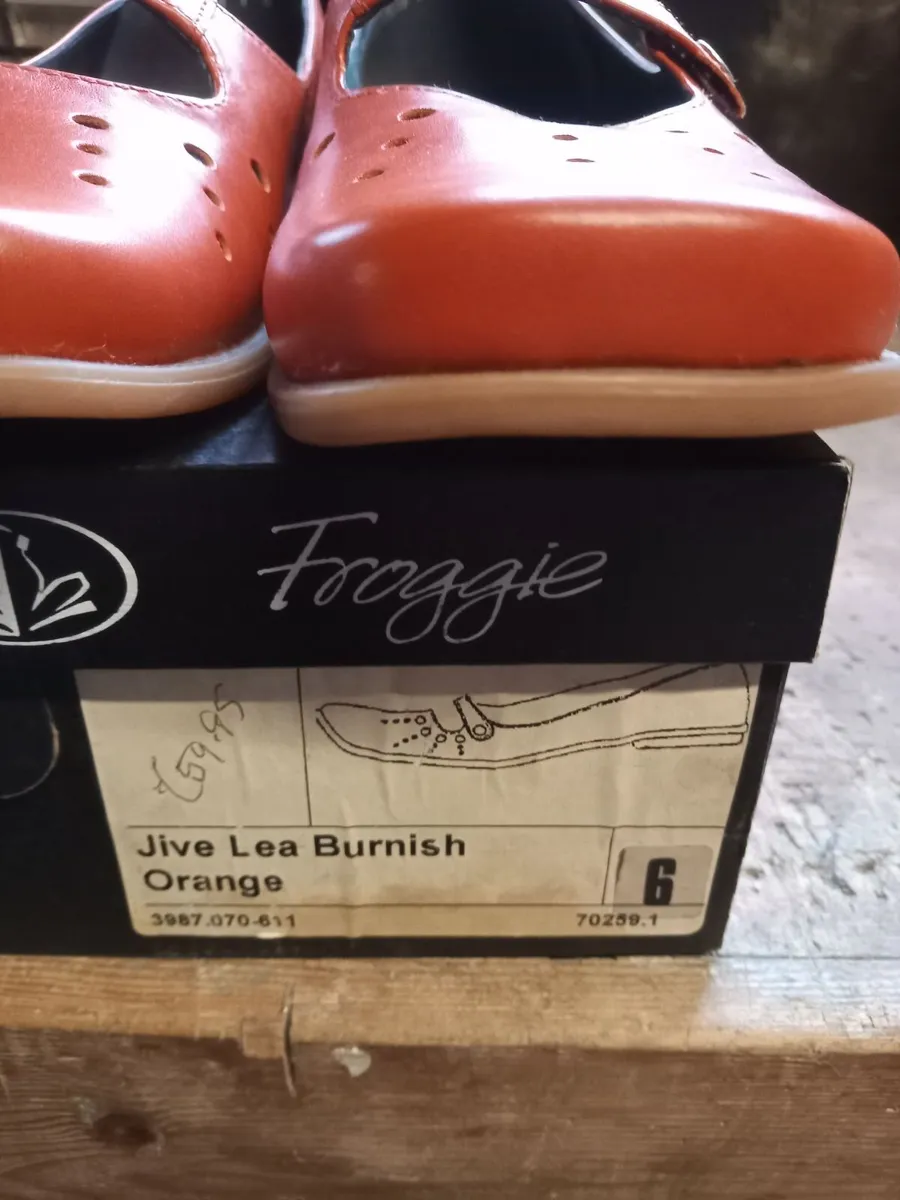 Froggie
£59.95
Jive Lea Burnish
Orange
6
3987.070-611
70259.1